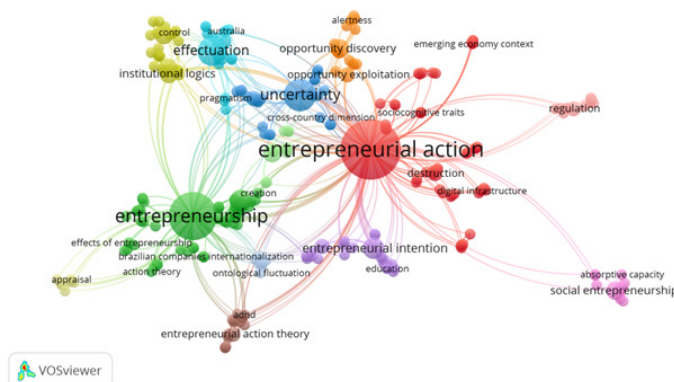 alertness
control
australia
emerging economy context
effectuation
opportunity discovery
institutional logics
opportunity exploitation
uncertainty
pragmatism
regulation
sociocognitive traits
cross-country dimension
entrepreneurial action
destruction
creation
digital infrastructure
entrepreneurship
effects of entrepreneurship
entrepreneurial intention
brazilian companies internationalization
action theory
ontological fluctuation
education
absorptive capacity
appraisal
social entrepreneurship
adhd
entrepreneurial action theory
VOSviewer